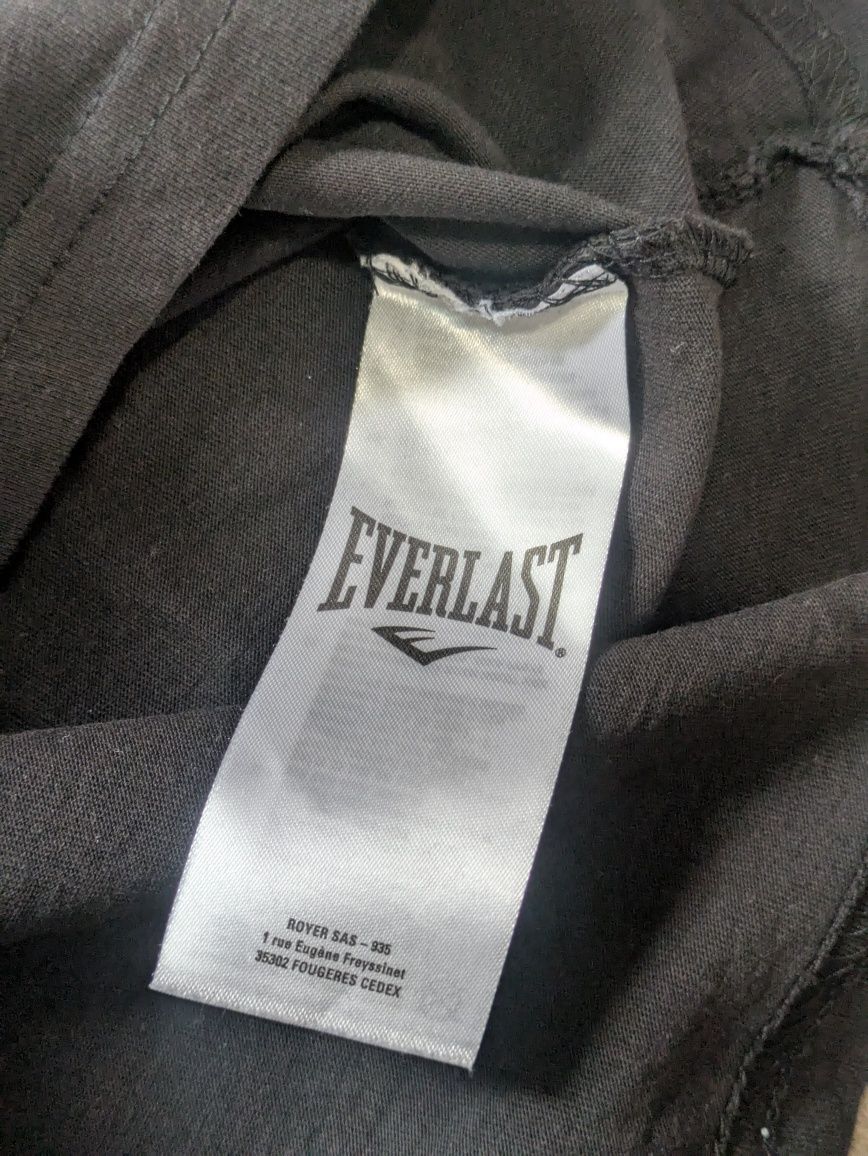 EVERLAST®
ROYER SAS – 935
1 rue Eugène Freyssinet
35302 FOUGERES CEDEX